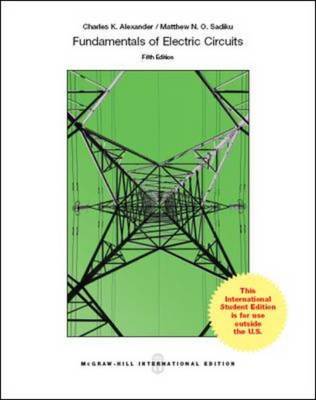 Charles K. Alexander / Matthew N. O. Sadiku
Fundamentals of Electric Circuits
Fifth Edition
This
International
Student Edition
is for use
outside
the U.S.
McGRAW-HILL INTERNATIONAL EDITION